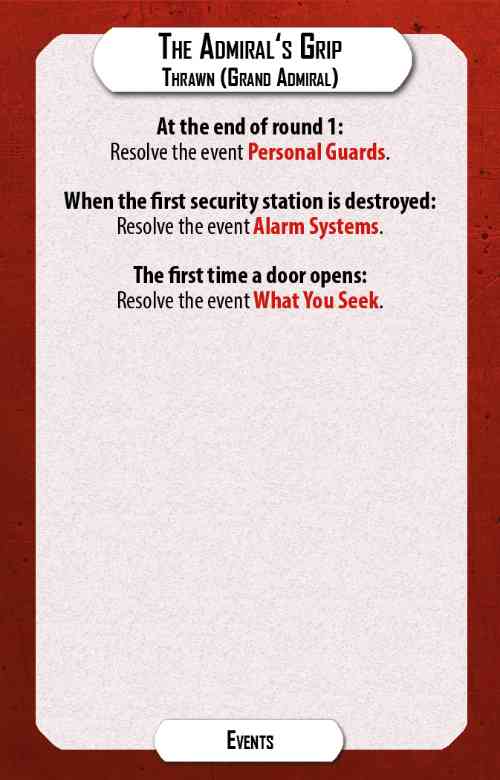 The Admiral‘s Grip
Thrawn (Grand Admiral)
At the end of round 1:
Resolve the event Personal Guards.
When the first security station is destroyed:
Resolve the event Alarm Systems.
The first time a door opens:
Resolve the event What You Seek.
Events